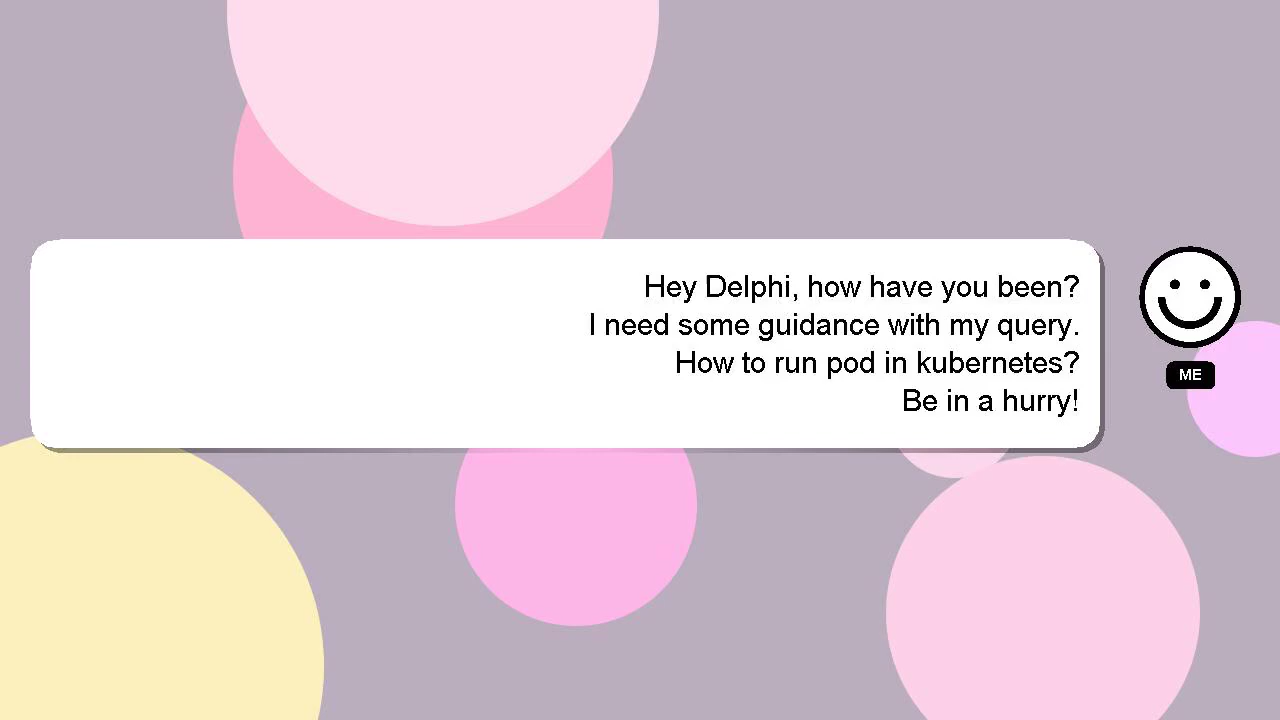 Hey Delphi, how have you been?
I need some guidance with my query.
How to run pod in kubernetes?
Be in a hurry!
ME